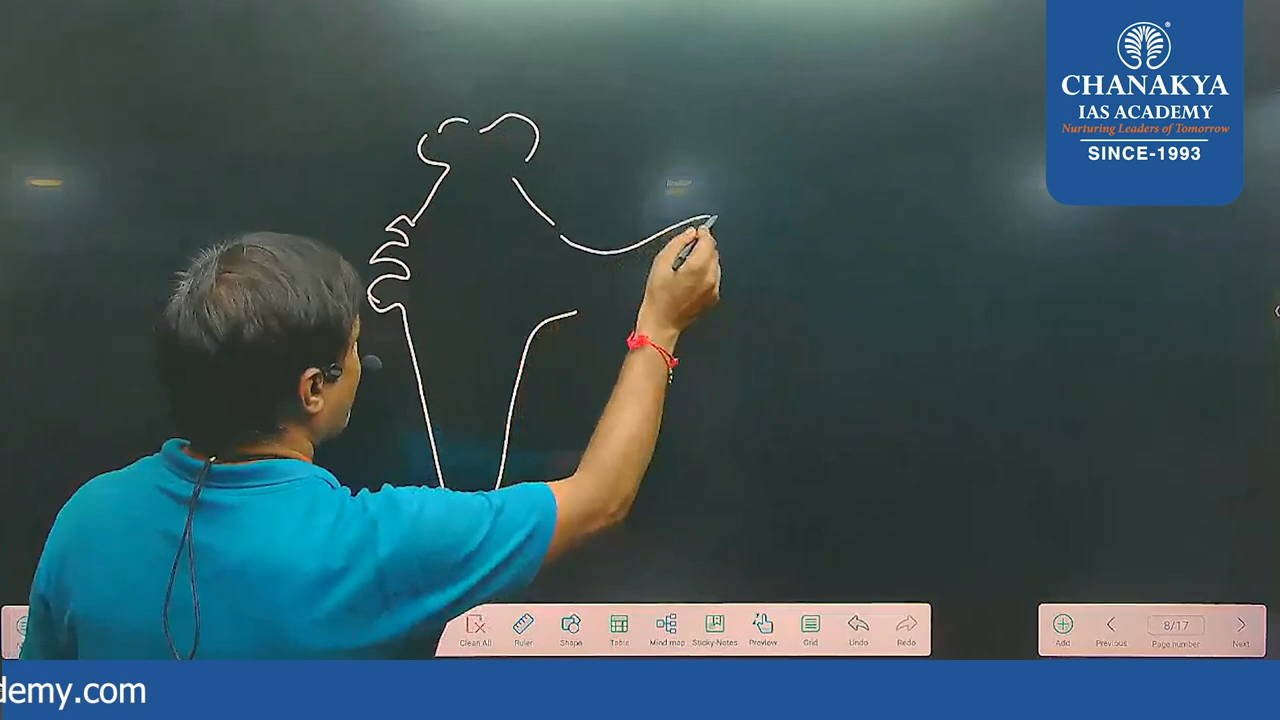 CHANAKYA
IAS ACADEMY
Nurturing Leaders of Tomorrow
SINCE-1993
Clean All
Ruler
Shape
Table
Mind map
Sticky-Notes
Preview
Grid
Undo
Redo
Add
Previous
8/17
Page number
Next
demy.com